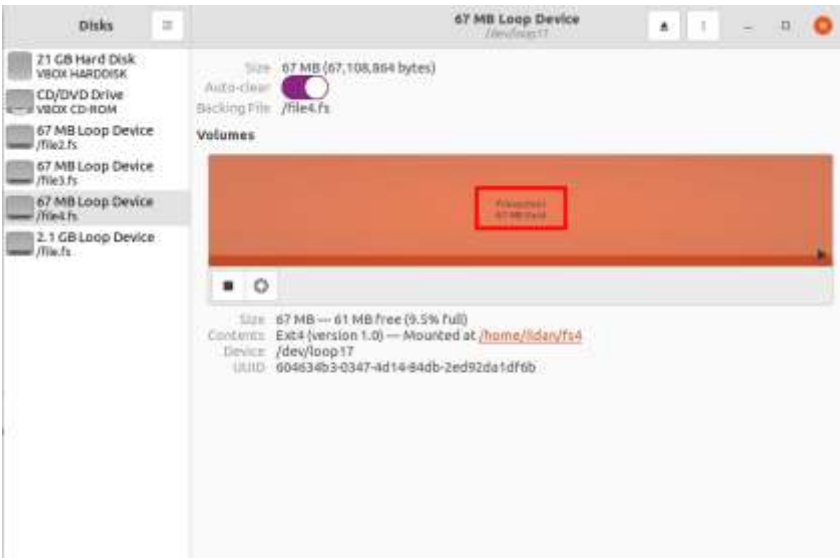 Disks
67 MB Loop Device
/dev/loop17
21 GB Hard Disk
VBOX HARDDISK
CD/DVD Drive
VBOX CD-ROM
67 MB Loop Device
/file2.fs
67 MB Loop Device
/file3.fs
67 MB Loop Device
/file4.fs
2.1 GB Loop Device
/file.fs
Size 67 MB (67,108,864 bytes)
Auto-clear
Backing File /file4.fs
Volumes
Filesystem
67 MB Ext4
Size 67 MB — 61 MB free (9.5% full)
Contents Ext4 (version 1.0) — Mounted at /home/lidan/fs4
Device /dev/loop17
UUID 604634b3-0347-4d14-84db-2ed92da1df6b